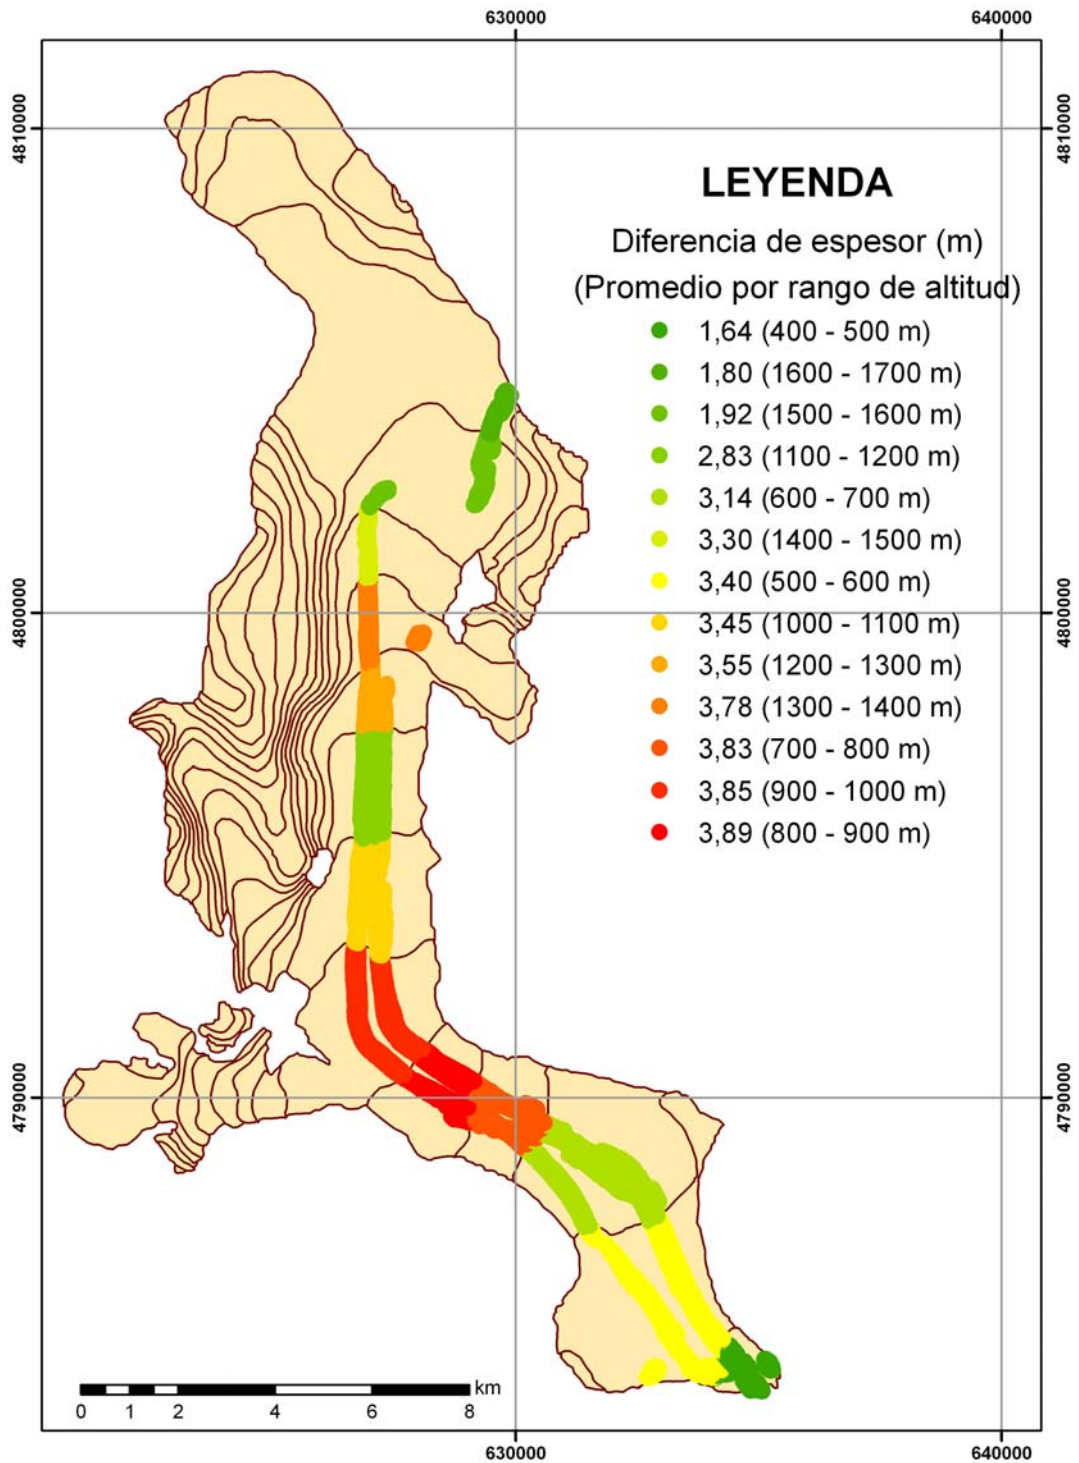 630000
640000
4810000
4810000
LEYENDA
Diferencia de espesor (m)
(Promedio por rango de altitud)
1,64 (400 - 500 m)
1,80 (1600 - 1700 m)
1,92 (1500 - 1600 m)
2,83 (1100 - 1200 m)
3,14 (600 - 700 m)
3,30 (1400 - 1500 m)
3,40 (500 - 600 m)
4800000
4800000
3,45 (1000 - 1100 m)
3,55 (1200 - 1300 m)
3,78 (1300 - 1400 m)
3,83 (700 - 800 m)
3,85 (900 - 1000 m)
3,89 (800 - 900 m)
4790000
4790000
km
0 1 2 4 6 8
630000
640000